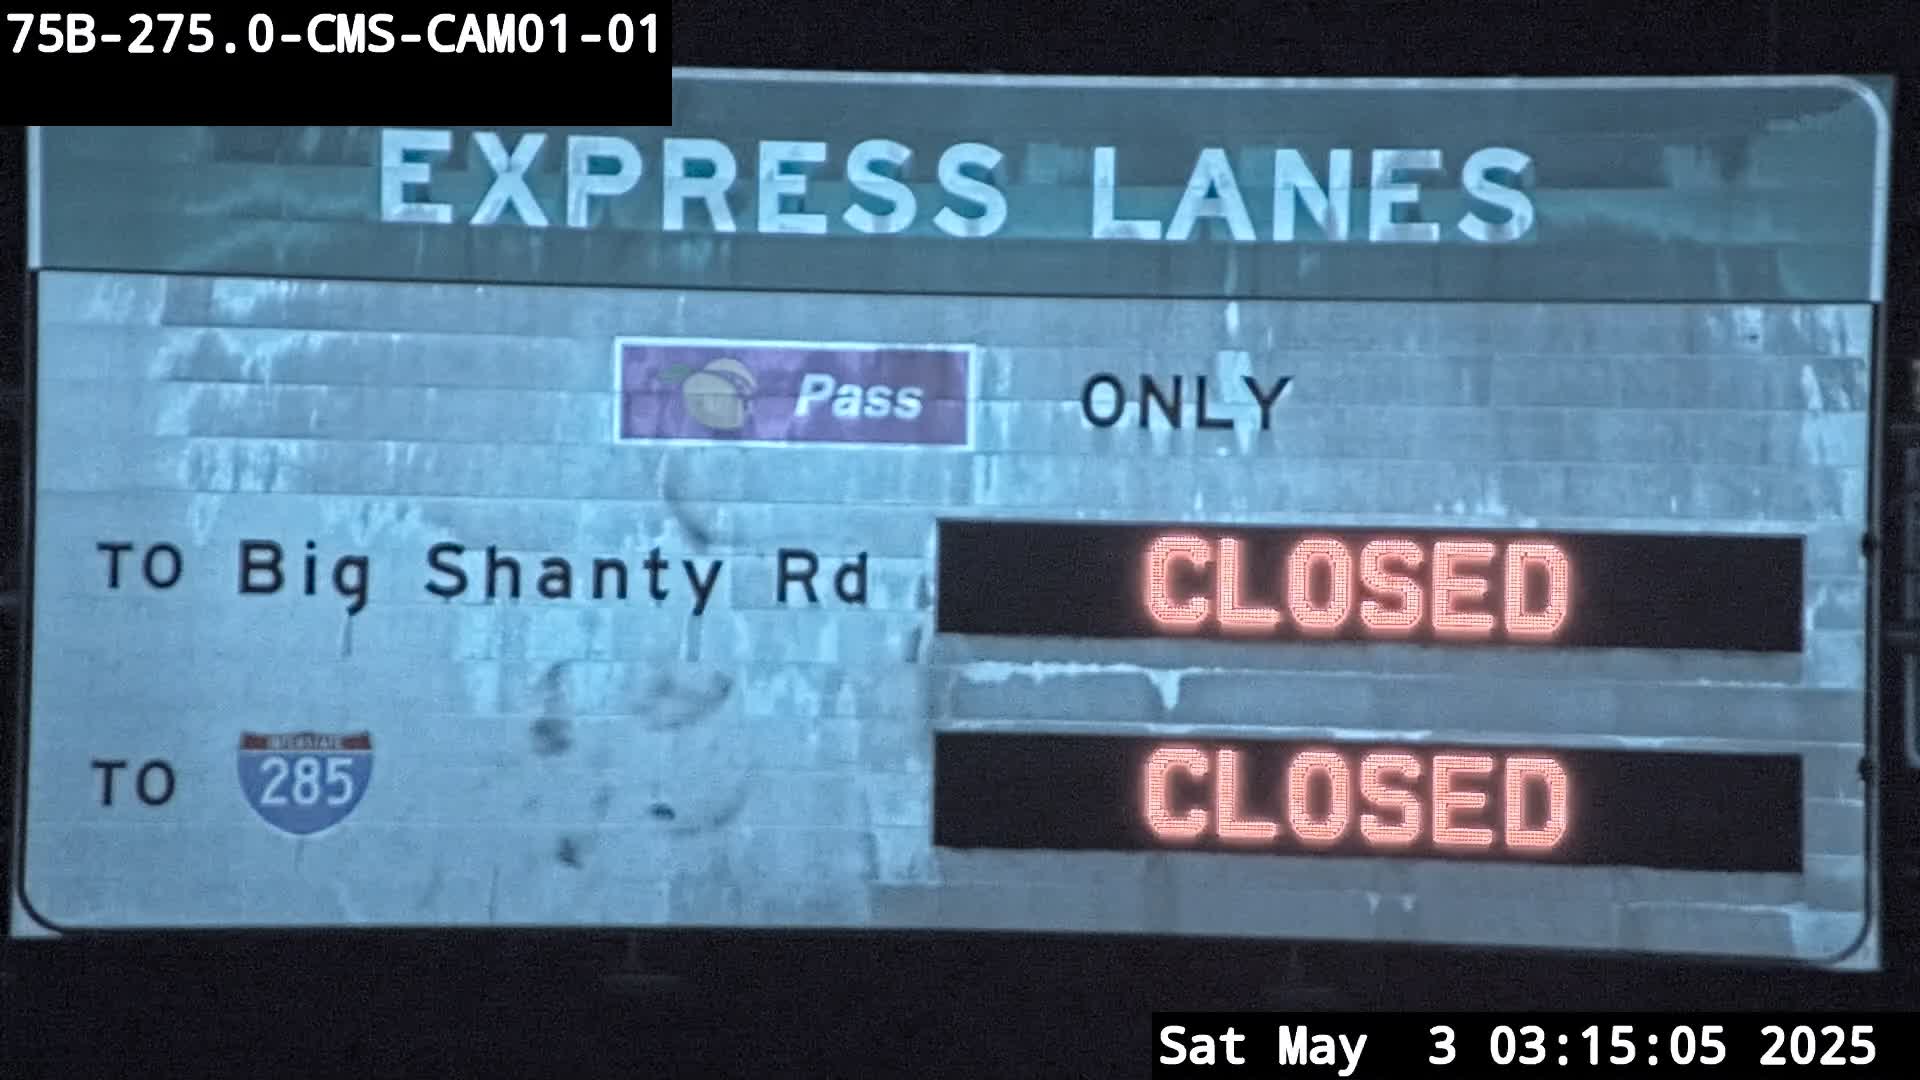 75B-275.0-CMS-CAM01-01
EXPRESS LANES
Pass ONLY
TO Big Shanty Rd CLOSED
INTERSTATE
TO 285 CLOSED
Sat May 3 03:15:05 2025